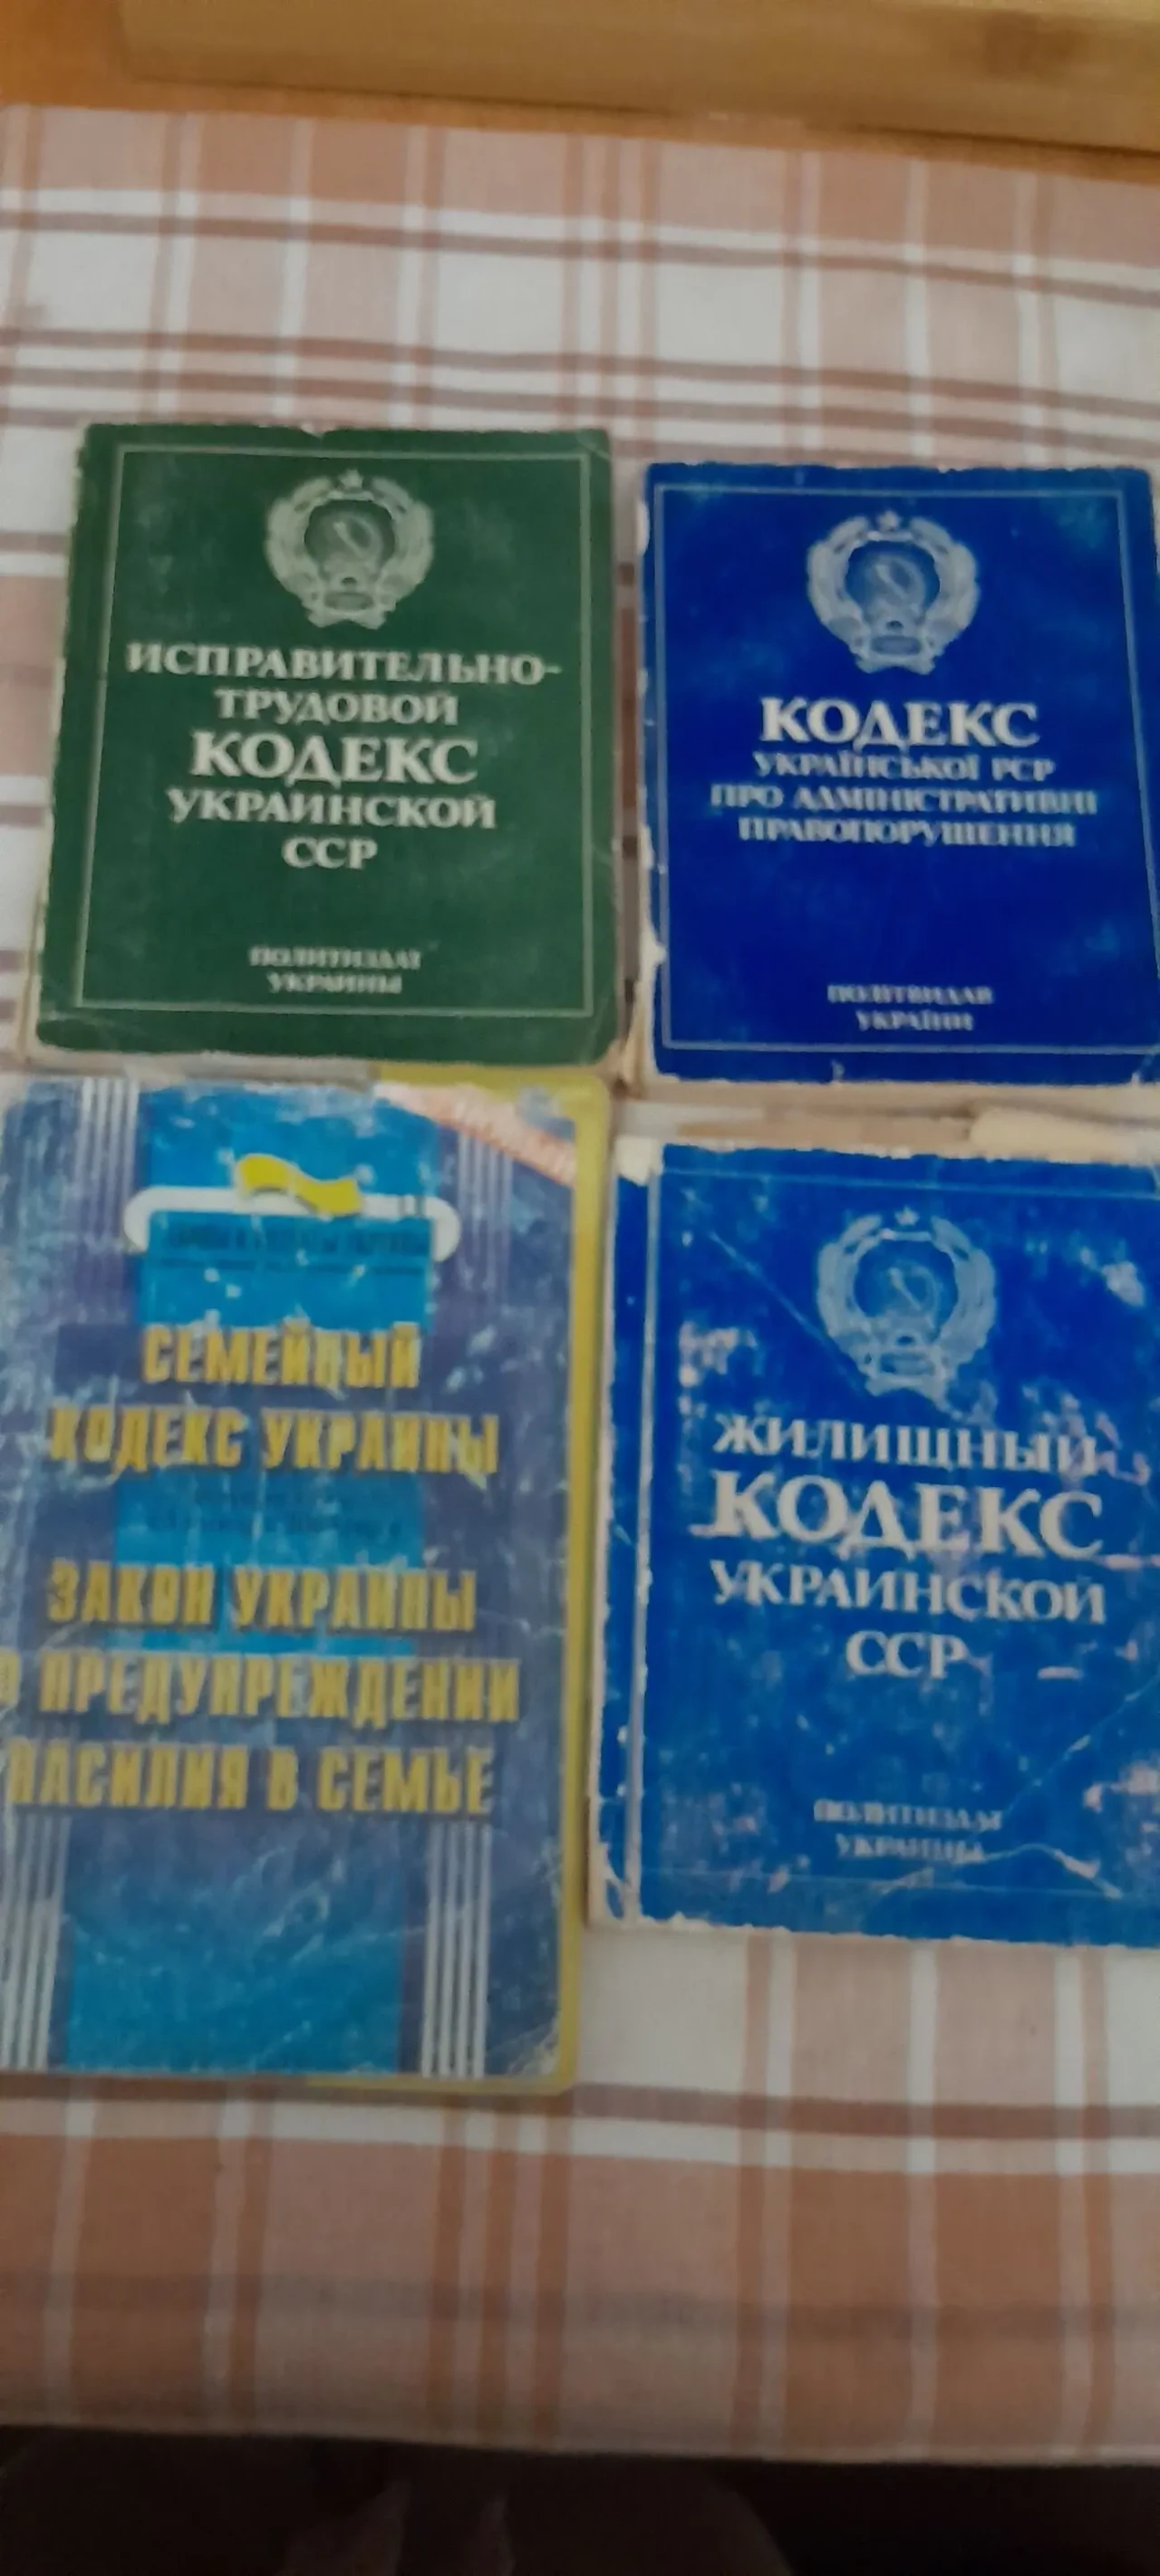 ИСПРАВИТЕЛЬНО-
ТРУДОВОЙ
КОДЕКС
УКРАИНСКОЙ
ССР
ПОЛИТИЗДАТ
УКРАИНЫ
КОДЕКС
УКРАЇНСЬКОЇ РСР
ПРО АДМІНІСТРАТИВНІ
ПРАВОПОРУШЕННЯ
ПОЛІТВИДАВ
УКРАЇНИ
СЕМЕЙНЫЙ
КОДЕКС УКРАИНЫ
ЗАКОН УКРАИНЫ
О ПРЕДУПРЕЖДЕНИИ
НАСИЛИЯ В СЕМЬЕ
ЖИЛИЩНЫЙ
КОДЕКС
УКРАИНСКОЙ
ССР
ПОЛИТИЗДАТ
УКРАИНЫ